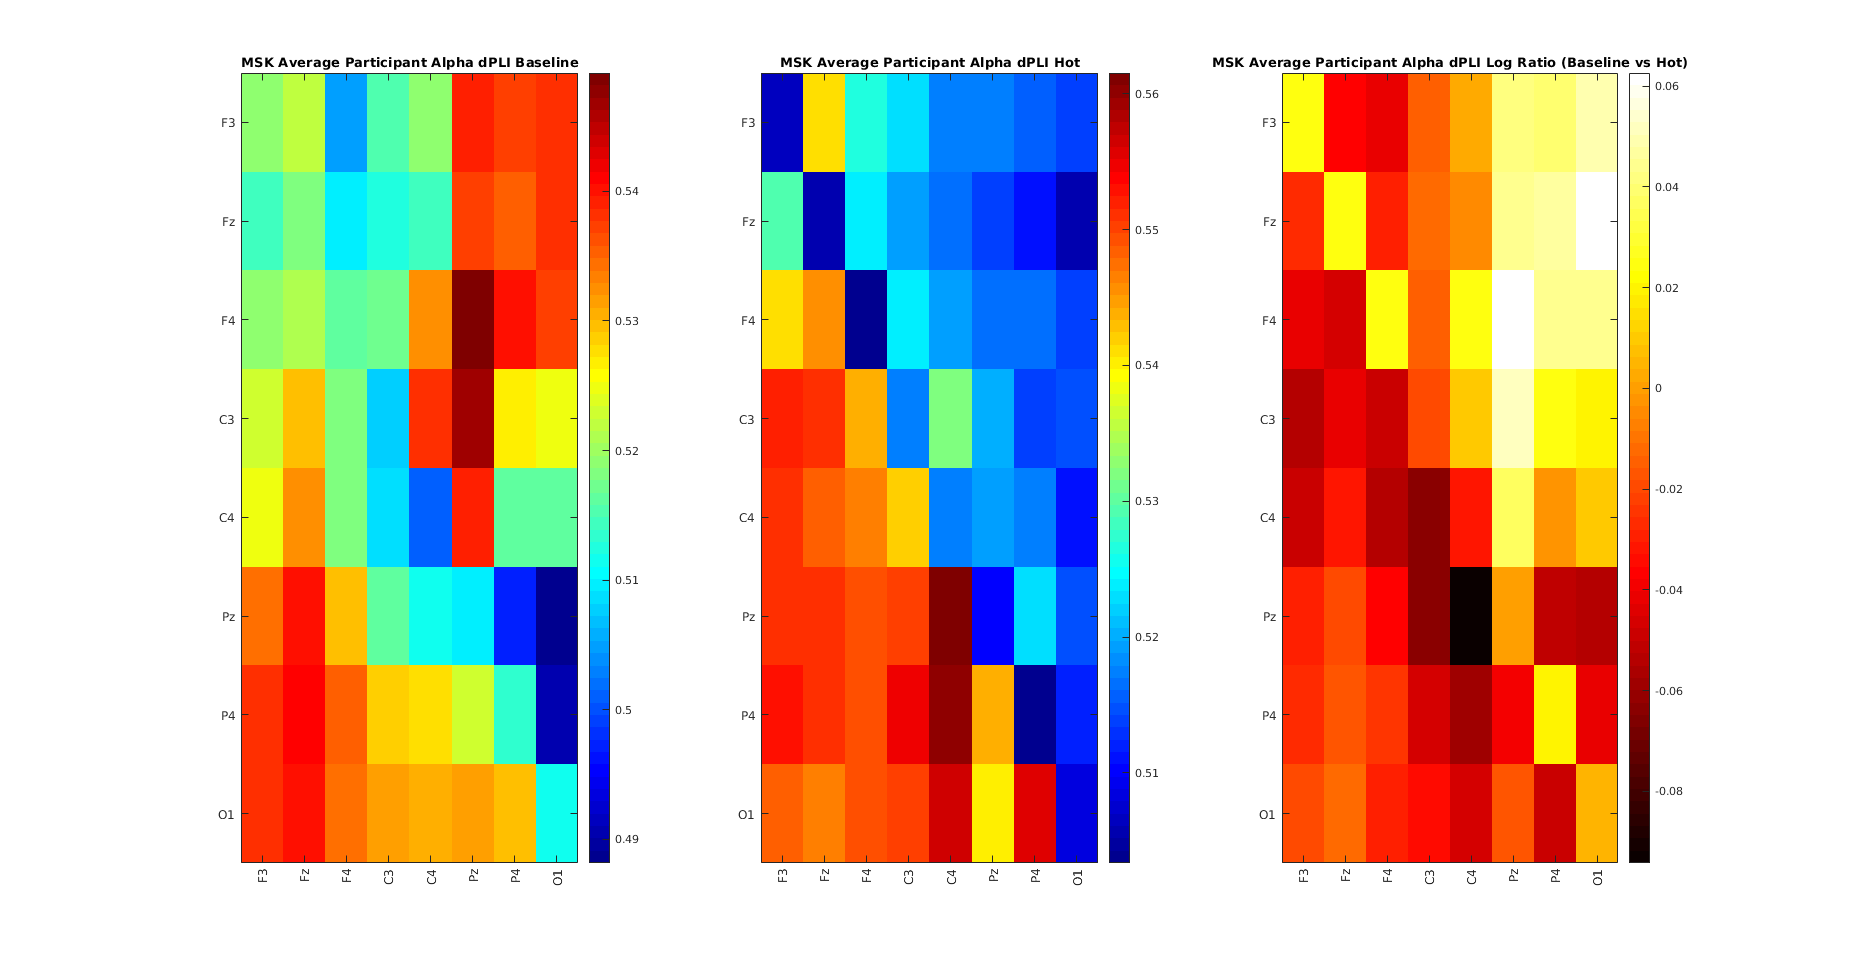 MSK Average Participant Alpha dPLI Baseline
F3
Fz
F4
C3
C4
Pz
P4
O1
F3 Fz F4 C3 C4 Pz P4 O1
0.54
0.53
0.52
0.51
0.5
0.49
MSK Average Participant Alpha dPLI Hot
F3
Fz
F4
C3
C4
Pz
P4
O1
F3 Fz F4 C3 C4 Pz P4 O1
0.56
0.55
0.54
0.53
0.52
0.51
MSK Average Participant Alpha dPLI Log Ratio (Baseline vs Hot)
F3
Fz
F4
C3
C4
Pz
P4
O1
F3 Fz F4 C3 C4 Pz P4 O1
0.06
0.04
0.02
0
-0.02
-0.04
-0.06
-0.08